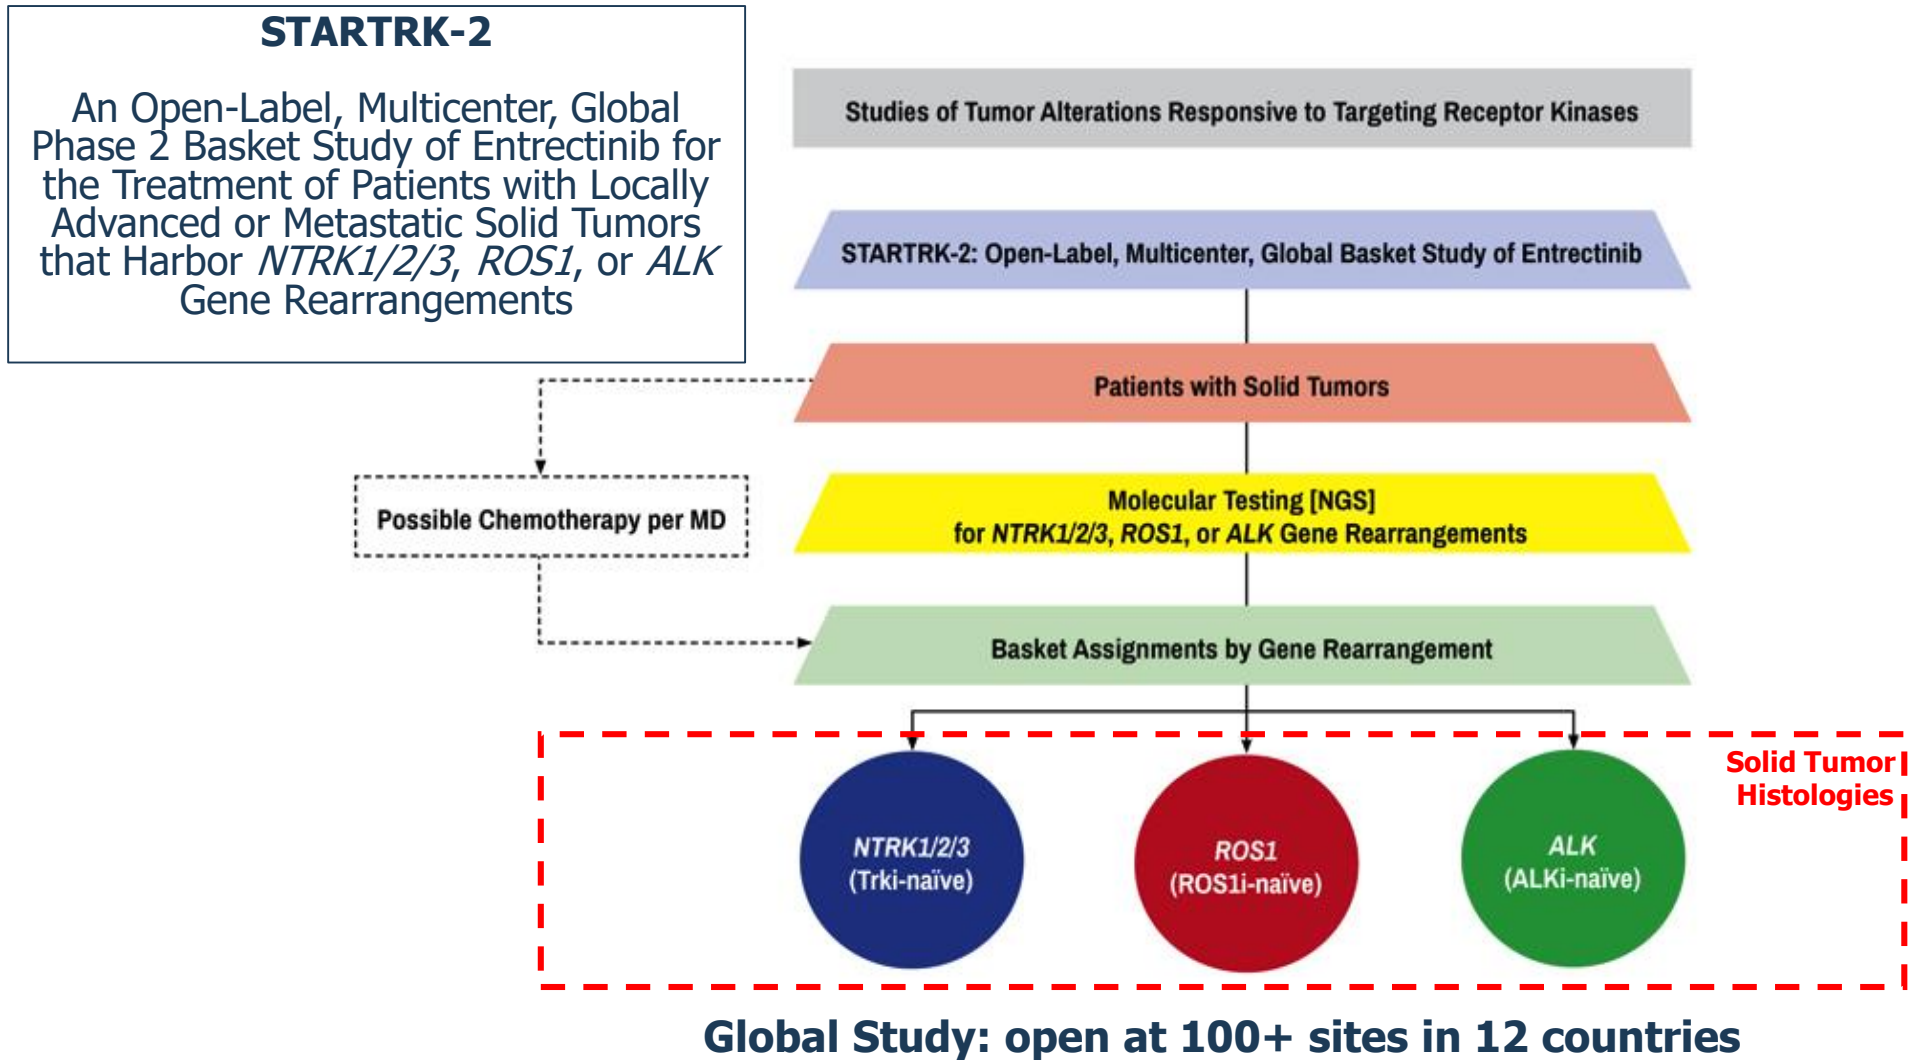 STARTRK-2
An Open-Label, Multicenter, Global
Phase 2 Basket Study of Entrectinib for
the Treatment of Patients with Locally
Advanced or Metastatic Solid Tumors
that Harbor NTRK1/2/3, ROS1, or ALK
Gene Rearrangements
Studies of Tumor Alterations Responsive to Targeting Receptor Kinases
STARTRK-2: Open-Label, Multicenter, Global Basket Study of Entrectinib
Patients with Solid Tumors
Possible Chemotherapy per MD
Molecular Testing [NGS]
for NTRK1/2/3, ROS1, or ALK Gene Rearrangements
Basket Assignments by Gene Rearrangement
Solid Tumor
Histologies
NTRK1/2/3
(Trki-naïve)
ROS1
(ROS1i-naïve)
ALK
(ALKi-naïve)
Global Study: open at 100+ sites in 12 countries